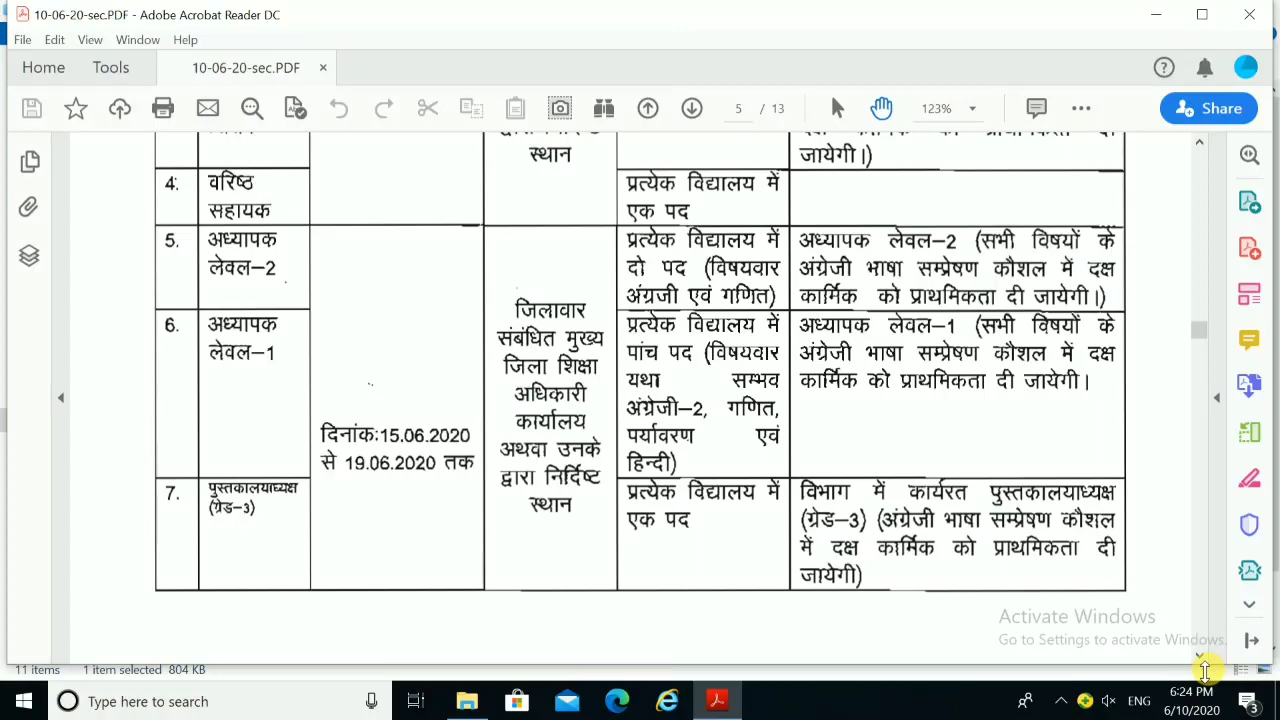 10-06-20-sec.PDF - Adobe Acrobat Reader DC
File Edit View Window Help
Home Tools 10-06-20-sec.PDF ×
5 / 13 123% Share
स्थान
जायेगी।)
4. वरिष्ठ
सहायक
प्रत्येक विद्यालय में
एक पद
5. अध्यापक
लेवल–2
प्रत्येक विद्यालय में
दो पद (विषयवार
अंग्रजी एवं गणित)
अध्यापक लेवल–2 (सभी विषयों के
अंग्रेजी भाषा सम्प्रेषण कौशल में दक्ष
कार्मिक को प्राथमिकता दी जायेगी।)
6. अध्यापक
लेवल–1
दिनांकः15.06.2020
से 19.06.2020 तक
जिलावार
संबंधित मुख्य
जिला शिक्षा
अधिकारी
कार्यालय
अथवा उनके
द्वारा निर्दिष्ट
स्थान
प्रत्येक विद्यालय में
पांच पद (विषयवार
यथा सम्भव
अंग्रेजी–2, गणित,
पर्यावरण एवं
हिन्दी)
अध्यापक लेवल–1 (सभी विषयों के
अंग्रेजी भाषा सम्प्रेषण कौशल में दक्ष
कार्मिक को प्राथमिकता दी जायेगी।
7. पुस्तकालयाध्यक्ष
(ग्रेड–3)
प्रत्येक विद्यालय में
एक पद
विभाग में कार्यरत पुस्तकालयाध्यक्ष
(ग्रेड–3) (अंग्रेजी भाषा सम्प्रेषण कौशल
में दक्ष कार्मिक को प्राथमिकता दी
जायेगी)
Activate Windows
Go to Settings to activate Windows.
11 items 1 item selected 804 KB
Type here to search
ENG
6:24 PM
6/10/2020
3